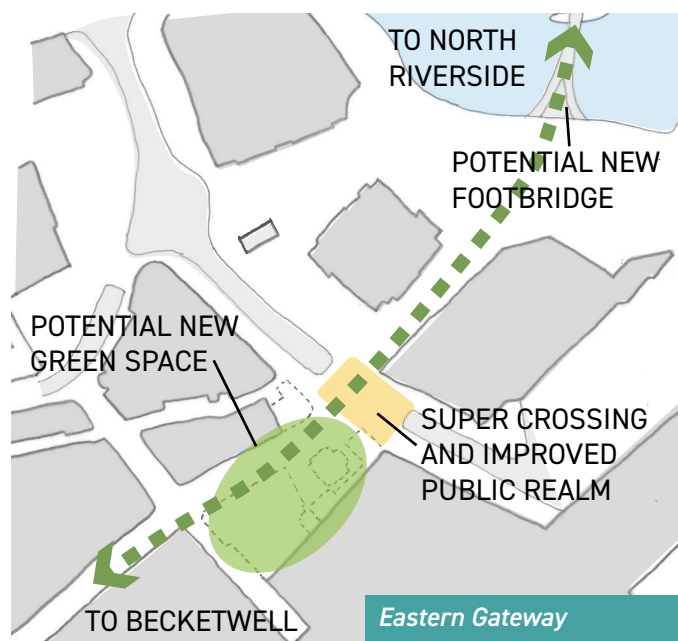 TO NORTH
RIVERSIDE
POTENTIAL NEW
FOOTBRIDGE
POTENTIAL NEW
GREEN SPACE
SUPER CROSSING
AND IMPROVED
PUBLIC REALM
TO BECKETWELL
Eastern Gateway